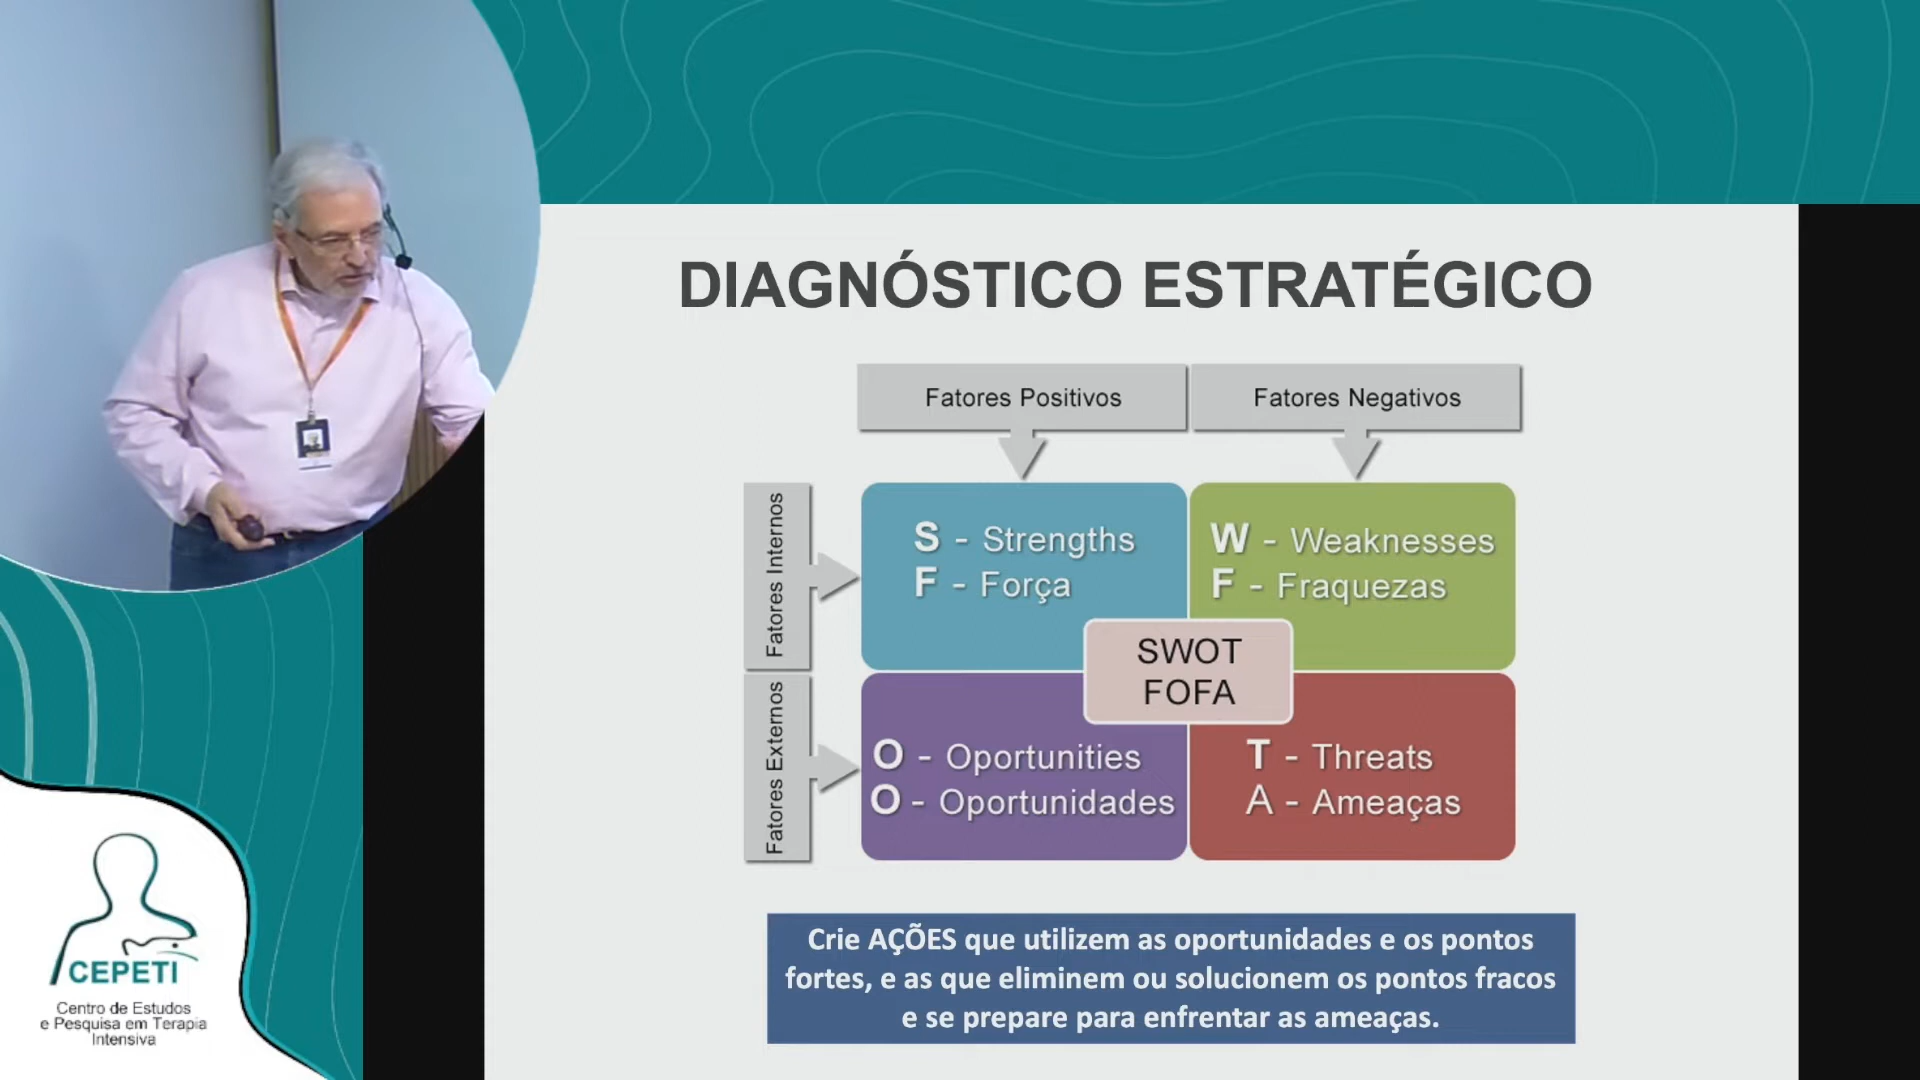 DIAGNÓSTICO ESTRATÉGICO
Fatores Positivos
Fatores Negativos
Fatores Internos
S - Strengths
F - Força
W - Weaknesses
F - Fraquezas
SWOT
FOFA
Fatores Externos
O - Oportunities
O - Oportunidades
T - Threats
A - Ameaças
Crie AÇÕES que utilizem as oportunidades e os pontos
fortes, e as que eliminem ou solucionem os pontos fracos
e se prepare para enfrentar as ameaças.
CEPETI
Centro de Estudos
e Pesquisa em Terapia
Intensiva